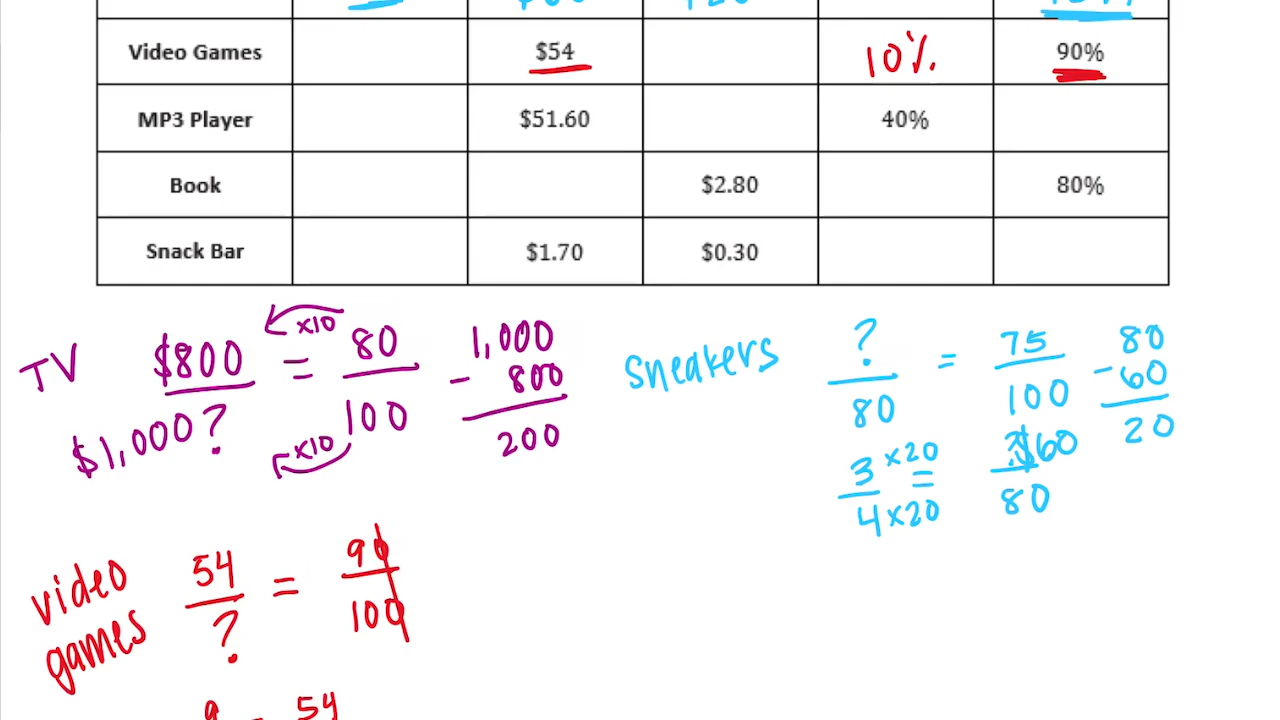 Video Games $54 10% 90%
MP3 Player $51.60 40%
Book $2.80 80%
Snack Bar $1.70 $0.30
TV $800 = 80 1,000
$1,000? 100 - 800
x10 200
x10
sneakers ? = 75 80
80 100 - 60
3 x20 = $60 20
4 x20 80
video 54 = 90
games ? 100
9 = 54